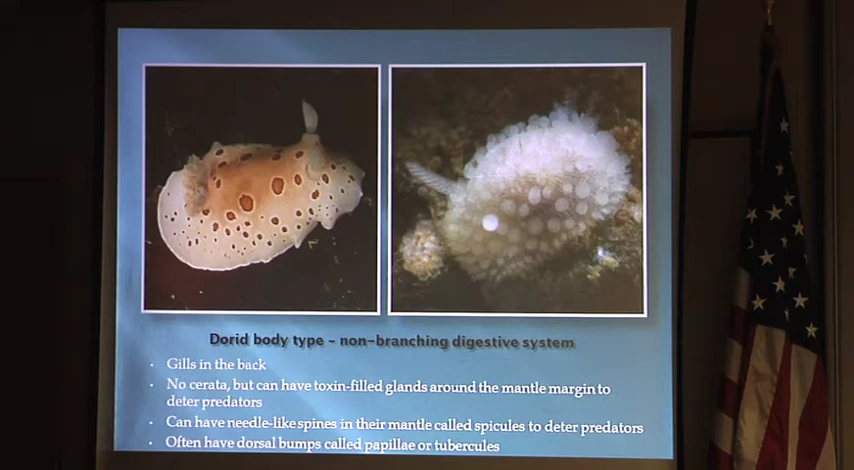 Dorid body type – non-branching digestive system
• Gills in the back
• No cerata, but can have toxin-filled glands around the mantle margin to
deter predators
• Can have needle-like spines in their mantle called spicules to deter predators
• Often have dorsal bumps called papillae or tubercules